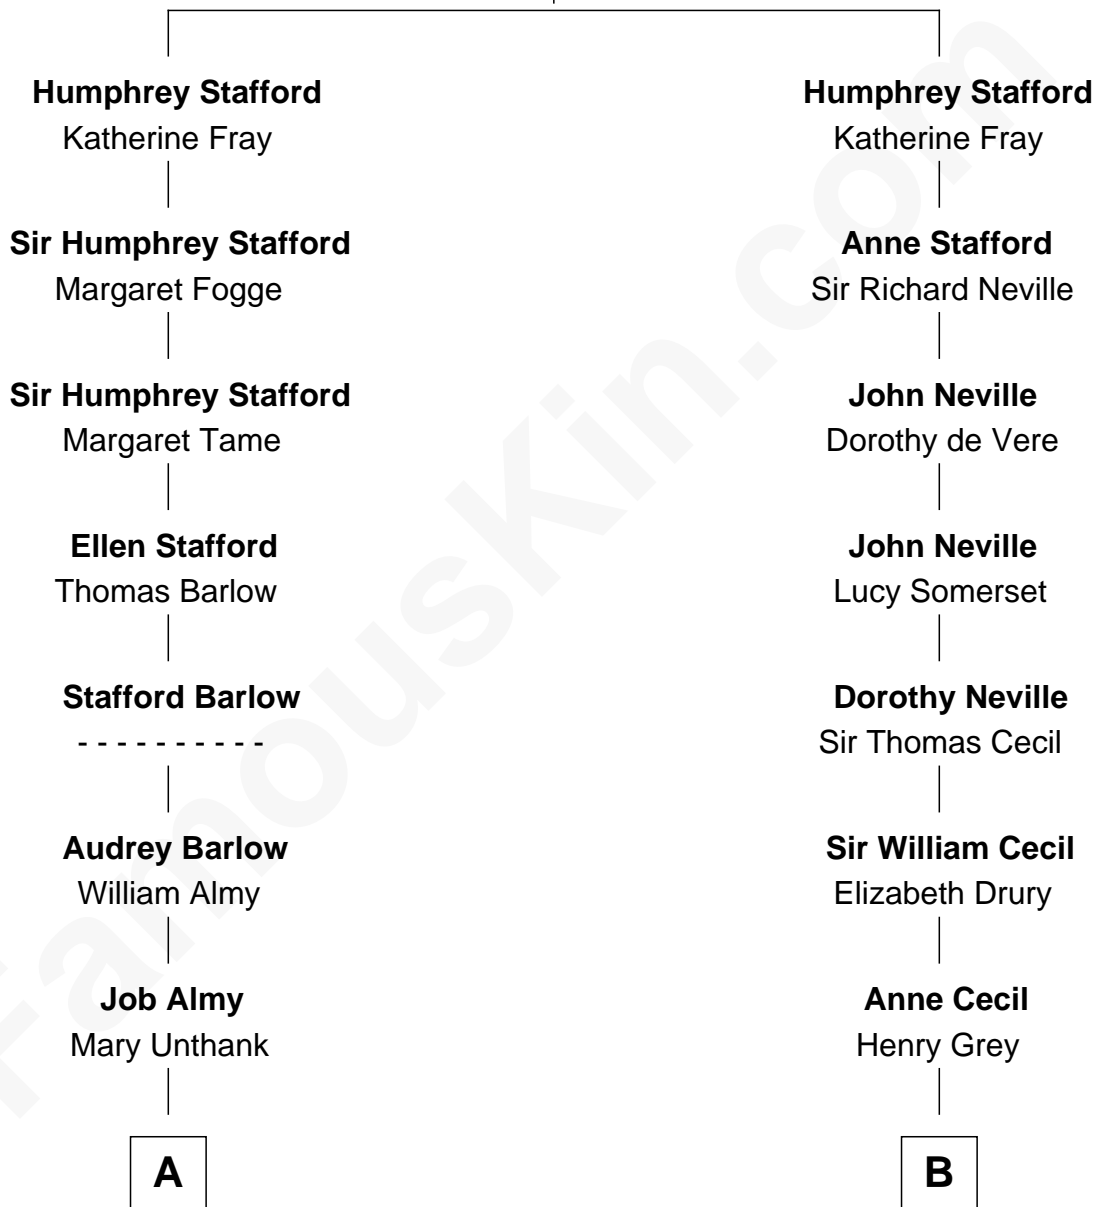 Humphrey Stafford
Katherine Fray
Sir Humphrey Stafford
Margaret Fogge
Sir Humphrey Stafford
Margaret Tame
Ellen Stafford
Thomas Barlow
Stafford Barlow
- - - - - - - - - -
Audrey Barlow
William Almy
Job Almy
Mary Unthank
A
Humphrey Stafford
Katherine Fray
Anne Stafford
Sir Richard Neville
John Neville
Dorothy de Vere
John Neville
Lucy Somerset
Dorothy Neville
Sir Thomas Cecil
Sir William Cecil
Elizabeth Drury
Anne Cecil
Henry Grey
B
FamousKin.com